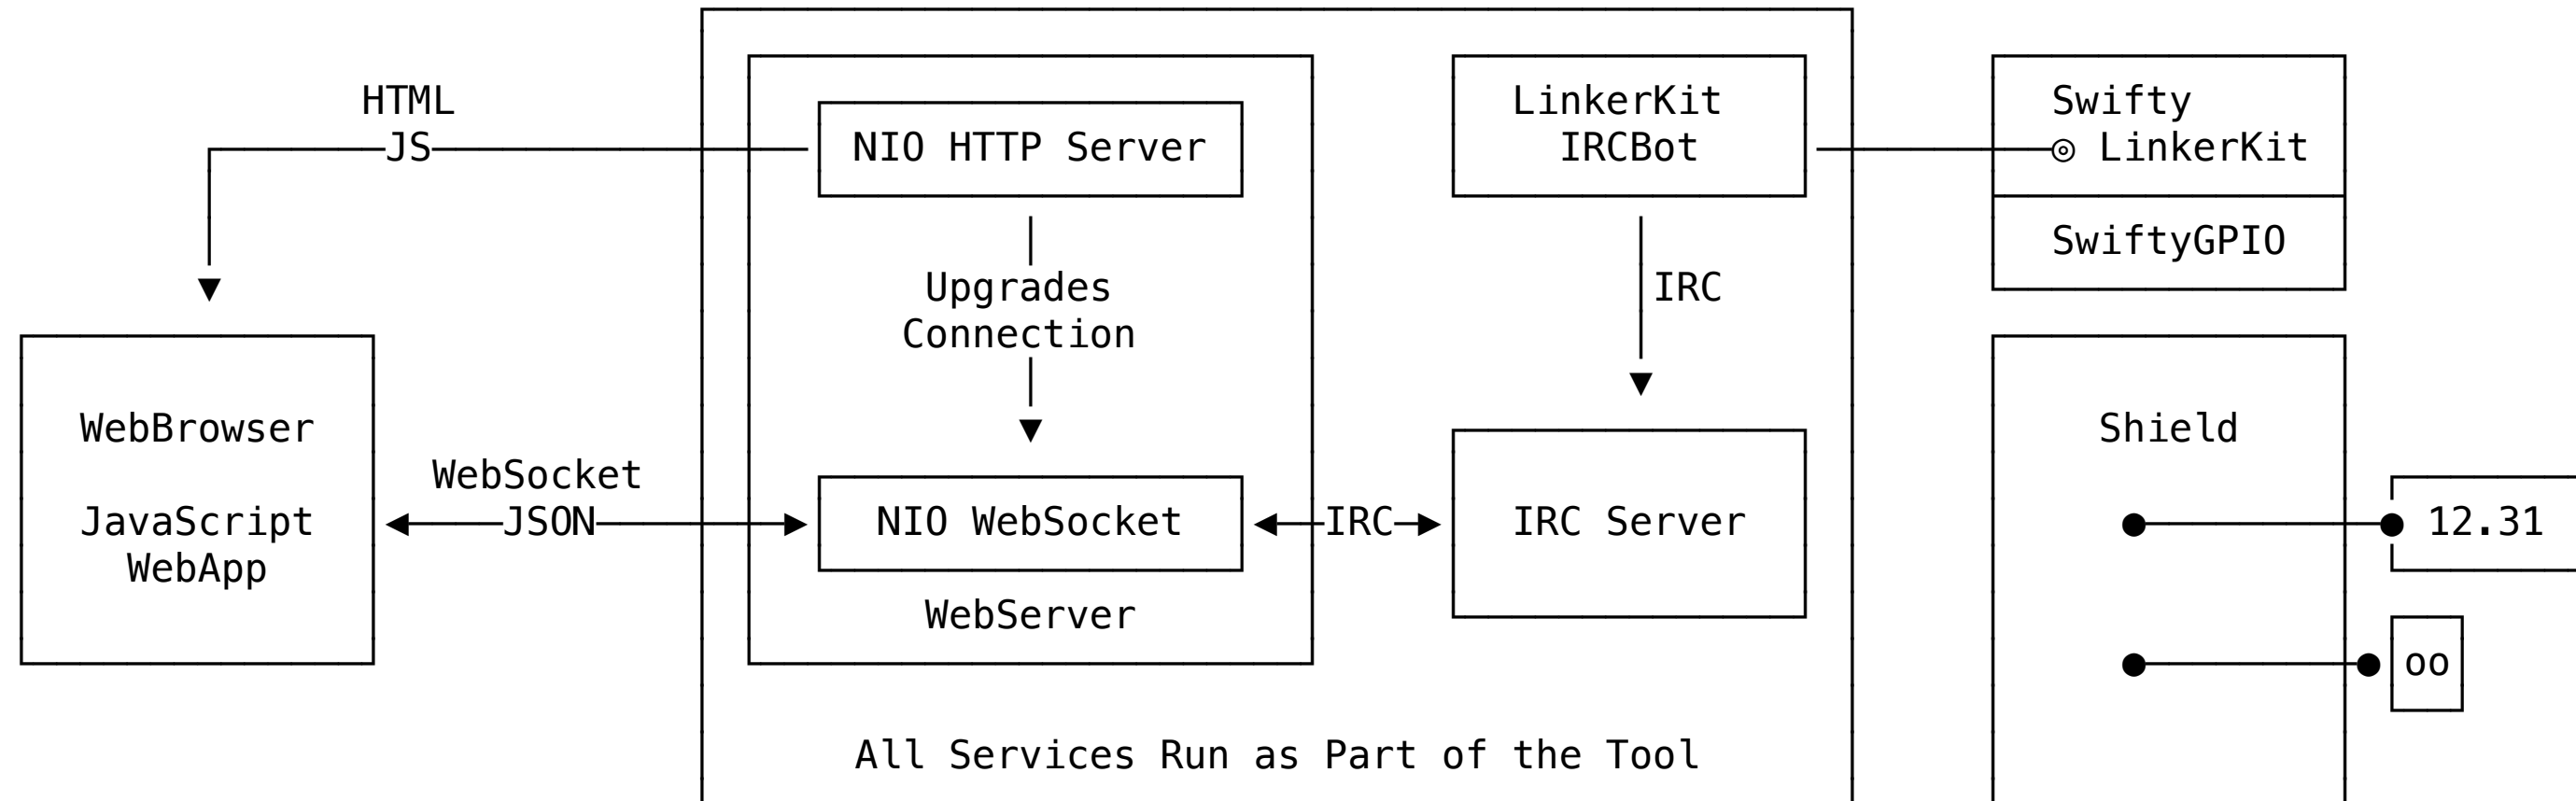 HTML
JS
NIO HTTP Server
Upgrades
Connection
WebBrowser
JavaScript
WebApp
WebSocket
JSON
NIO WebSocket
WebServer
IRC
LinkerKit
IRCBot
IRC
IRC Server
All Services Run as Part of the Tool
Swifty
◎ LinkerKit
SwiftyGPIO
Shield
12.31
oo